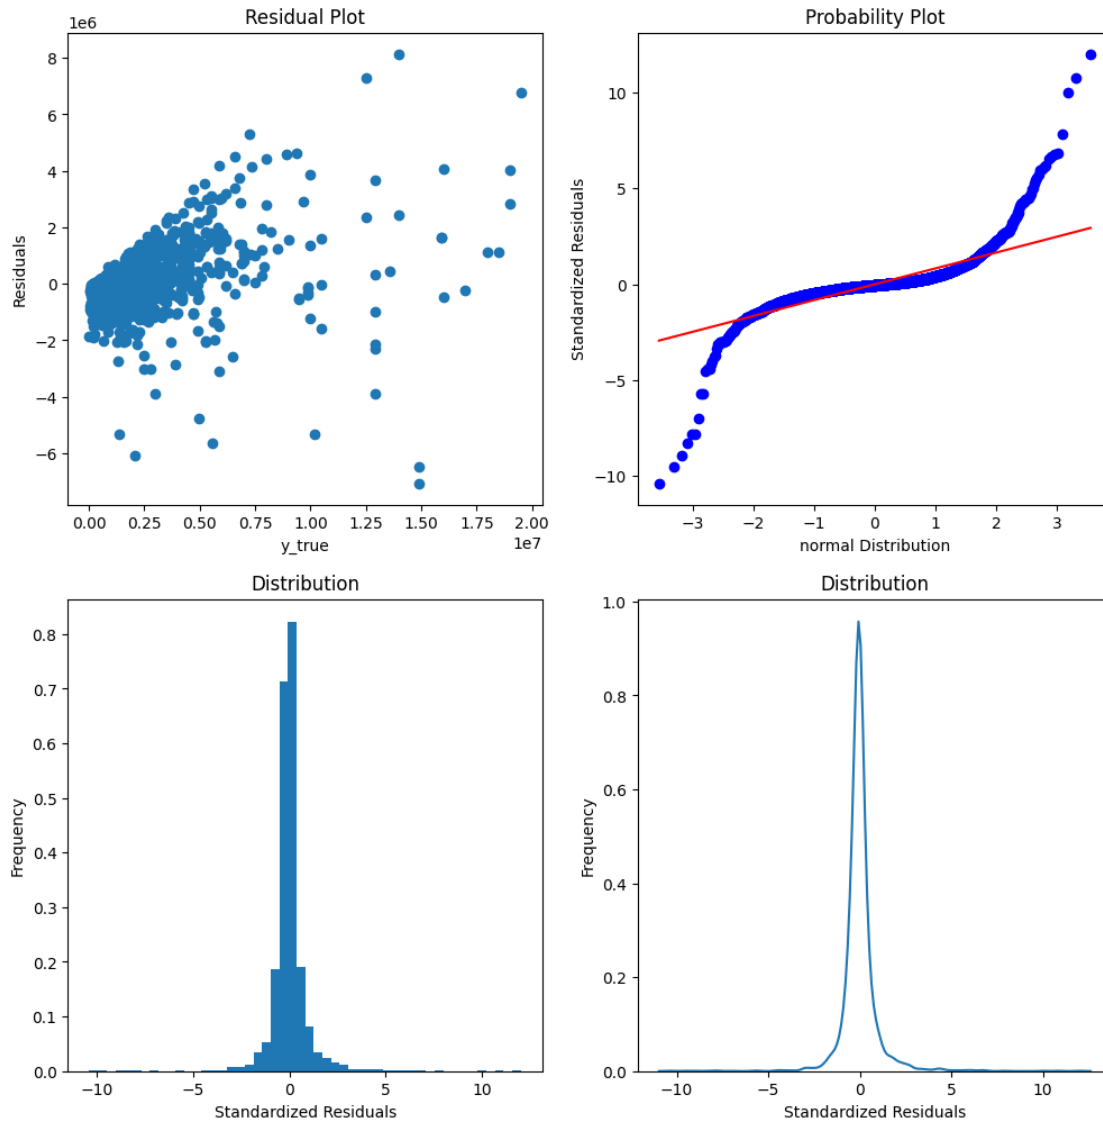 Residual Plot
1e6
8
6
4
2
0
−2
−4
−6
Residuals
0.00 0.25 0.50 0.75 1.00 1.25 1.50 1.75 2.00
1e7
y_true
Probability Plot
10
5
0
−5
−10
Standardized Residuals
−3 −2 −1 0 1 2 3
normal Distribution
Distribution
0.8
0.7
0.6
0.5
0.4
0.3
0.2
0.1
0.0
Frequency
−10 −5 0 5 10
Standardized Residuals
Distribution
1.0
0.8
0.6
0.4
0.2
0.0
Frequency
−10 −5 0 5 10
Standardized Residuals